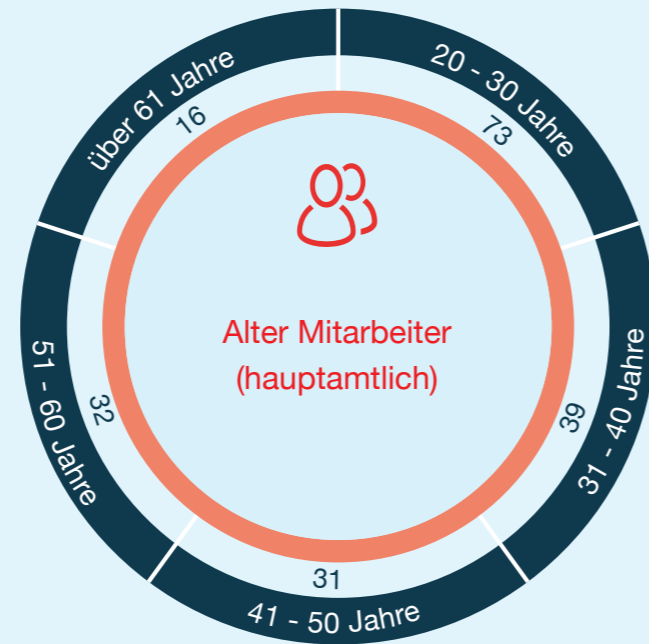 20 - 30 Jahre
73
31 - 40 Jahre
39
41 - 50 Jahre
31
51 - 60 Jahre
32
über 61 Jahre
16
Alter Mitarbeiter
(hauptamtlich)